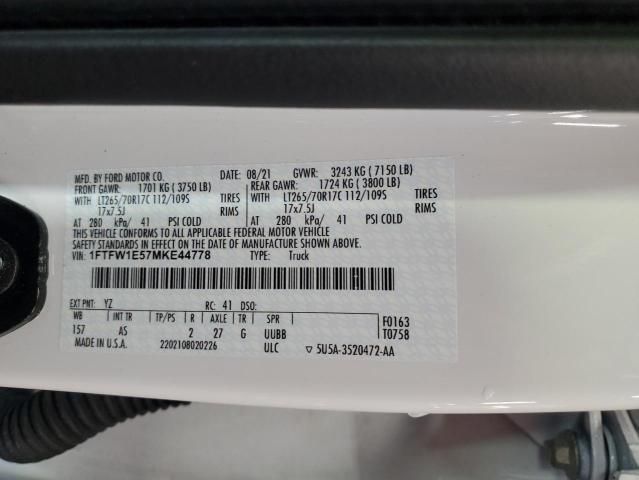 MFD. BY FORD MOTOR CO.    DATE: 08/21    GVWR: 3243 KG ( 7150 LB)
FRONT GAWR: 1701 KG ( 3750 LB)    REAR GAWR: 1724 KG ( 3800 LB)
WITH LT265/70R17C 112/109S TIRES    WITH LT265/70R17C 112/109S TIRES
17x7.5J RIMS    17x7.5J RIMS
AT 280 kPa/ 41 PSI COLD    AT 280 kPa/ 41 PSI COLD
THIS VEHICLE CONFORMS TO ALL APPLICABLE FEDERAL MOTOR VEHICLE
SAFETY AND THEFT PREVENTION STANDARDS IN EFFECT ON THE DATE OF MANUFACTURE SHOWN ABOVE.
VIN: 1FTFW1E57MKE44778    TYPE: Truck
EXT PNT: YZ    RC: 41 DSO:
WB INT TR TP/PS R AXLE TR SPR    F0163
157 AS 2 27 G UUBB    T0758
MADE IN U.S.A. 2202108020226 ULC ▽ 5U5A-3520472-AA